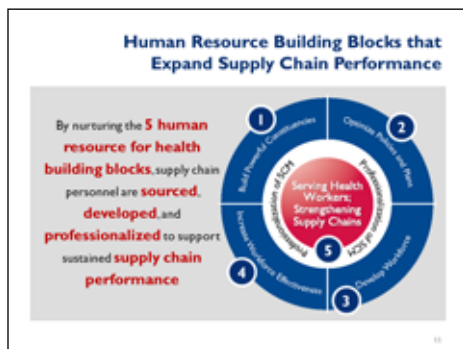 Human Resource Building Blocks that
Expand Supply Chain Performance
By nurturing the 5 human
resource for health
building blocks, supply chain
personnel are sourced,
developed, and
professionalized to support
sustained supply chain
performance
1
Build Powerful Constituencies
2
Optimize Policies and Plans
Professionalization of SCM
Professionalization of SCM
Serving Health
Workers;
Strengthening
Supply Chains
5
4
Increase Workforce Effectiveness
3
Develop Workforce